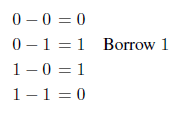 0 − 0 = 0
0 − 1 = 1 Borrow 1
1 − 0 = 1
1 − 1 = 0